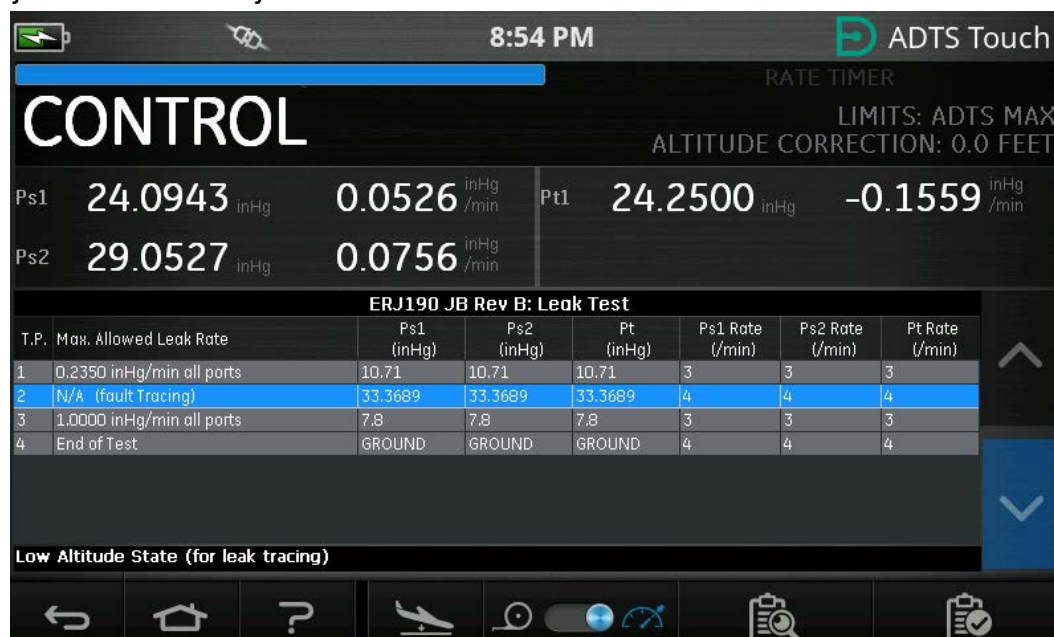 8:54 PM
ADTS Touch
RATE TIMER
CONTROL
LIMITS: ADTS MAX
ALTITUDE CORRECTION: 0.0 FEET
Ps1 24.0943 inHg 0.0526 inHg/min Pt1 24.2500 inHg -0.1559 inHg/min
Ps2 29.0527 inHg 0.0756 inHg/min
ERJ190 JB Rev B: Leak Test
T.P. Max. Allowed Leak Rate Ps1 (inHg) Ps2 (inHg) Pt (inHg) Ps1 Rate (/min) Ps2 Rate (/min) Pt Rate (/min)
1 0.2350 inHg/min all ports 10.71 10.71 10.71 3 3 3
2 N/A (fault Tracing) 33.3689 33.3689 33.3689 4 4 4
3 1.0000 inHg/min all ports 7.8 7.8 7.8 3 3 3
4 End of Test GROUND GROUND GROUND 4 4 4
Low Altitude State (for leak tracing)
?